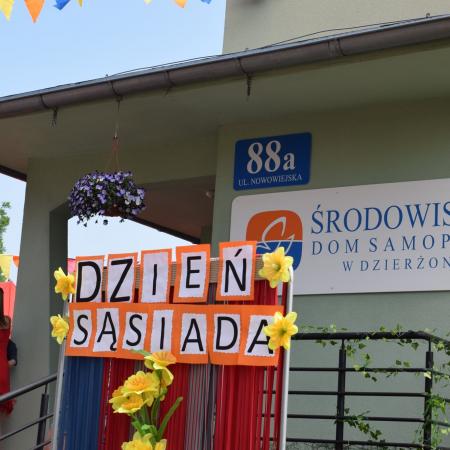 88a
UL. NOWOWIEJSKA
ŚRODOWIS
DOM SAMOP
W DZIERŻON
DZIEŃ
SĄSIADA